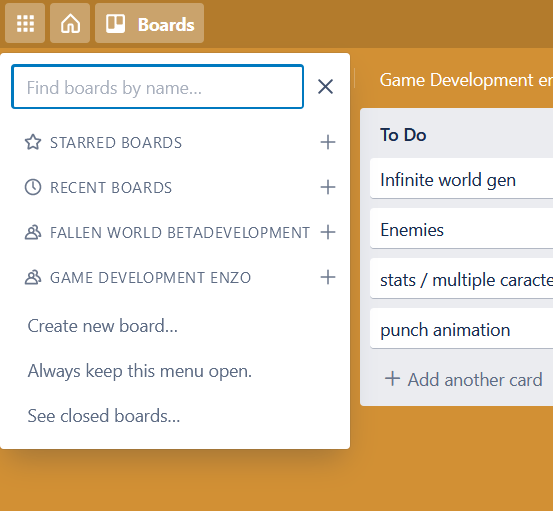 Boards
Find boards by name...
STARRED BOARDS
RECENT BOARDS
FALLEN WORLD BETADEVELOPMENT
GAME DEVELOPMENT ENZO
Create new board...
Always keep this menu open.
See closed boards...
Game Development en
To Do
Infinite world gen
Enemies
stats / multiple caracte
punch animation
Add another card